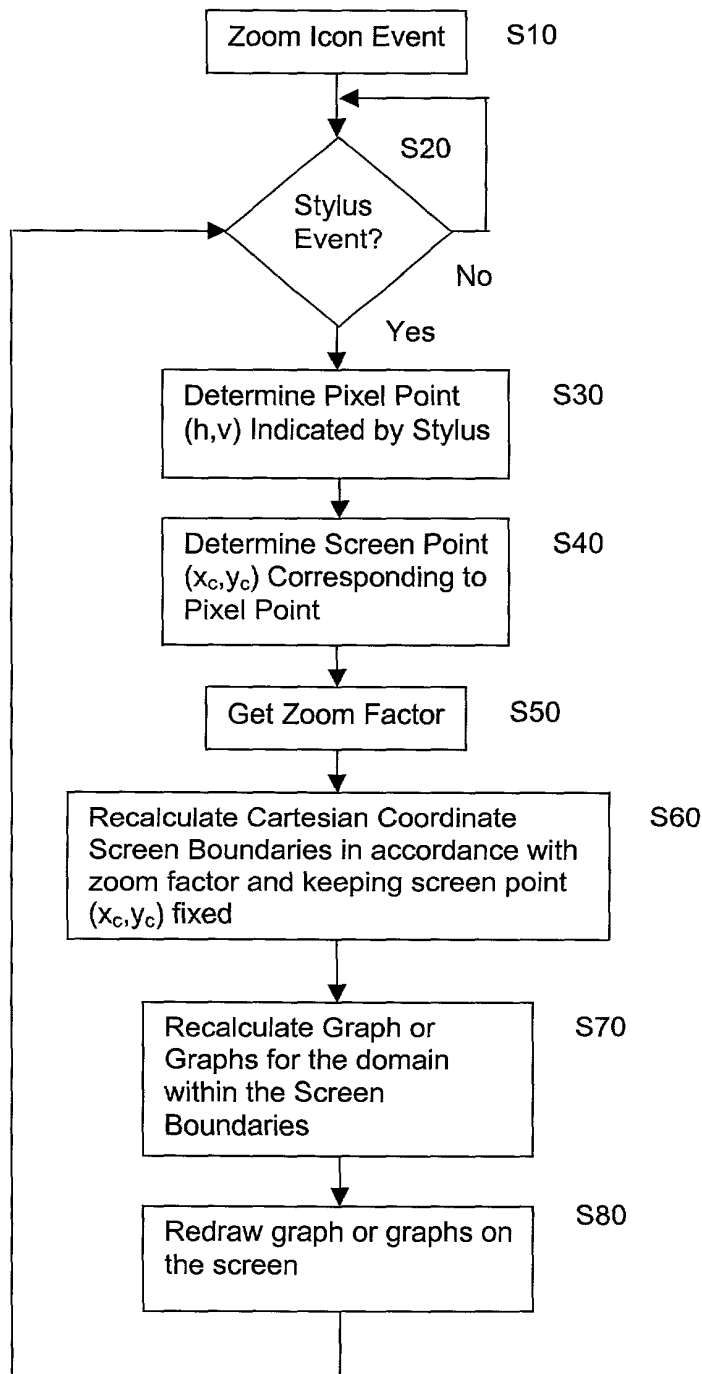 Zoom Icon Event
S10
S20
Stylus
Event?
No
Yes
Determine Pixel Point
(h,v) Indicated by Stylus
S30
Determine Screen Point
(xc,yc) Corresponding to
Pixel Point
S40
Get Zoom Factor
S50
Recalculate Cartesian Coordinate
Screen Boundaries in accordance with
zoom factor and keeping screen point
(xc,yc) fixed
S60
Recalculate Graph or
Graphs for the domain
within the Screen
Boundaries
S70
Redraw graph or graphs on
the screen
S80